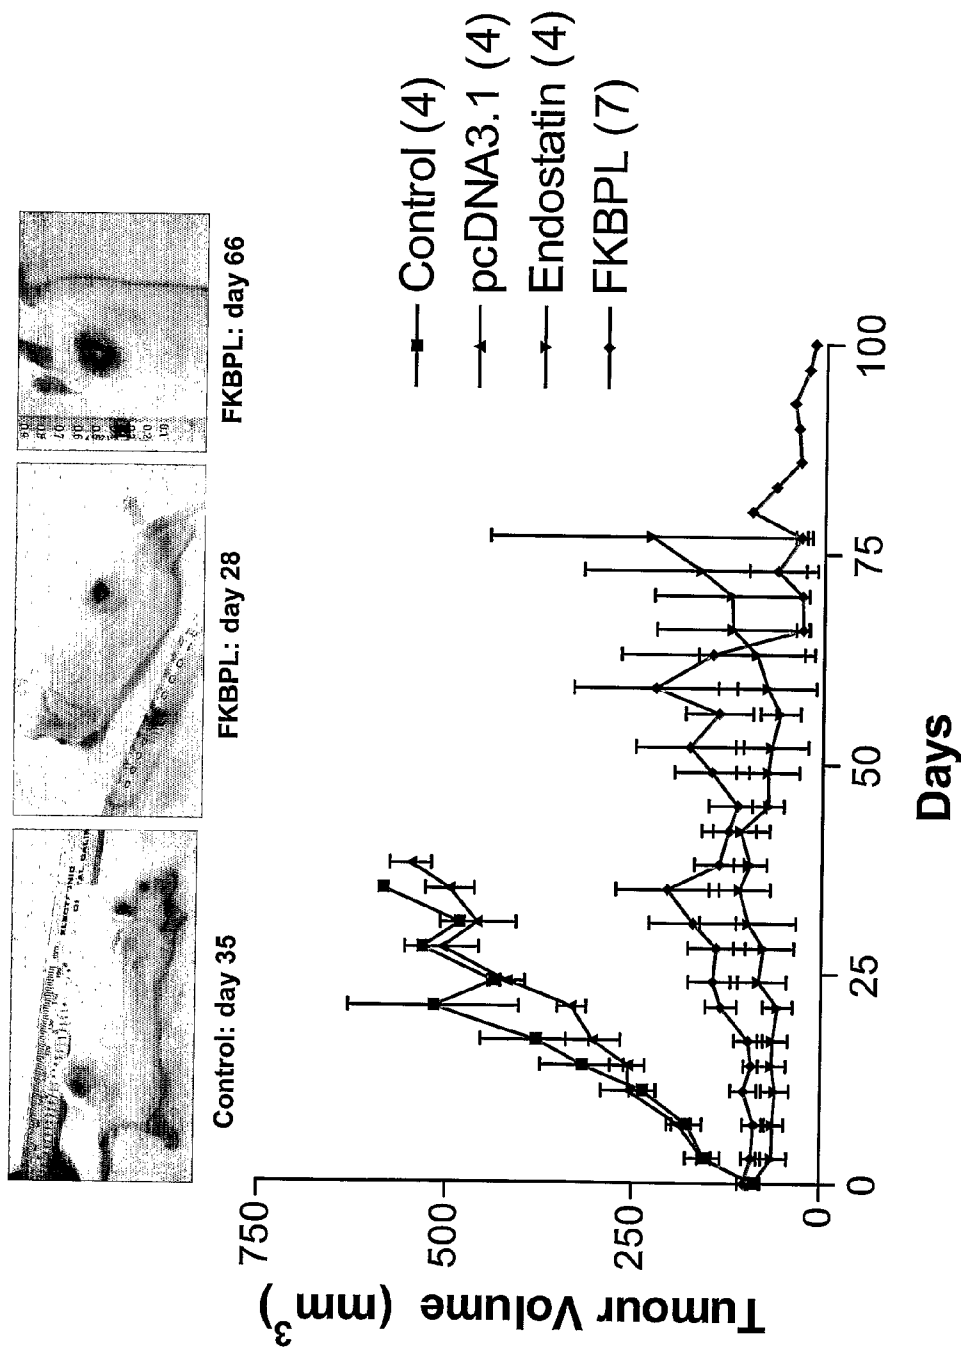 Control: day 35
FKBPL: day 28
FKBPL: day 66
Control (4)
pcDNA3.1 (4)
Endostatin (4)
FKBPL (7)
Tumour Volume (mm³)
750
500
250
0
0
25
50
75
100
Days